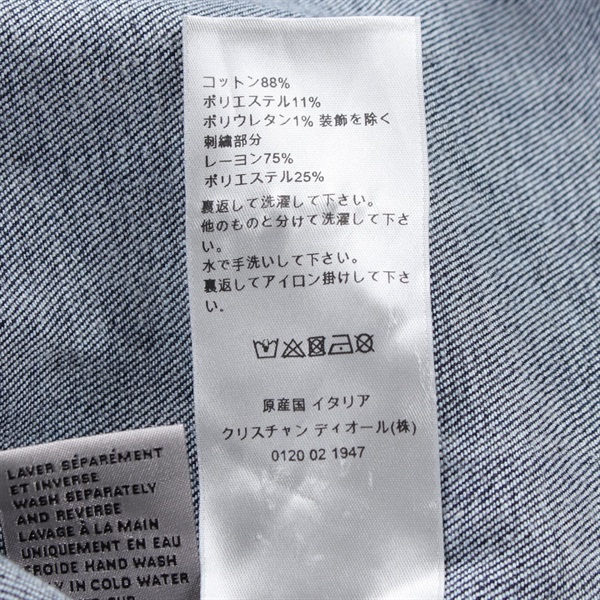 コットン88%
ポリエステル11%
ポリウレタン1% 装飾を除く
刺繍部分
レーヨン75%
ポリエステル25%
裏返して洗濯して下さい。
他のものと分けて洗濯して下さ
い。
水で手洗いして下さい。
裏返してアイロン掛けして下さ
い。
原産国 イタリア
クリスチャン ディオール(株)
0120 02 1947
LAVER SÉPARÉMENT
ET INVERSE
WASH SEPARATELY
AND REVERSE
LAVAGE À LA MAIN
UNIQUEMENT EN EAU
FROIDE HAND WASH
IN COLD WATER